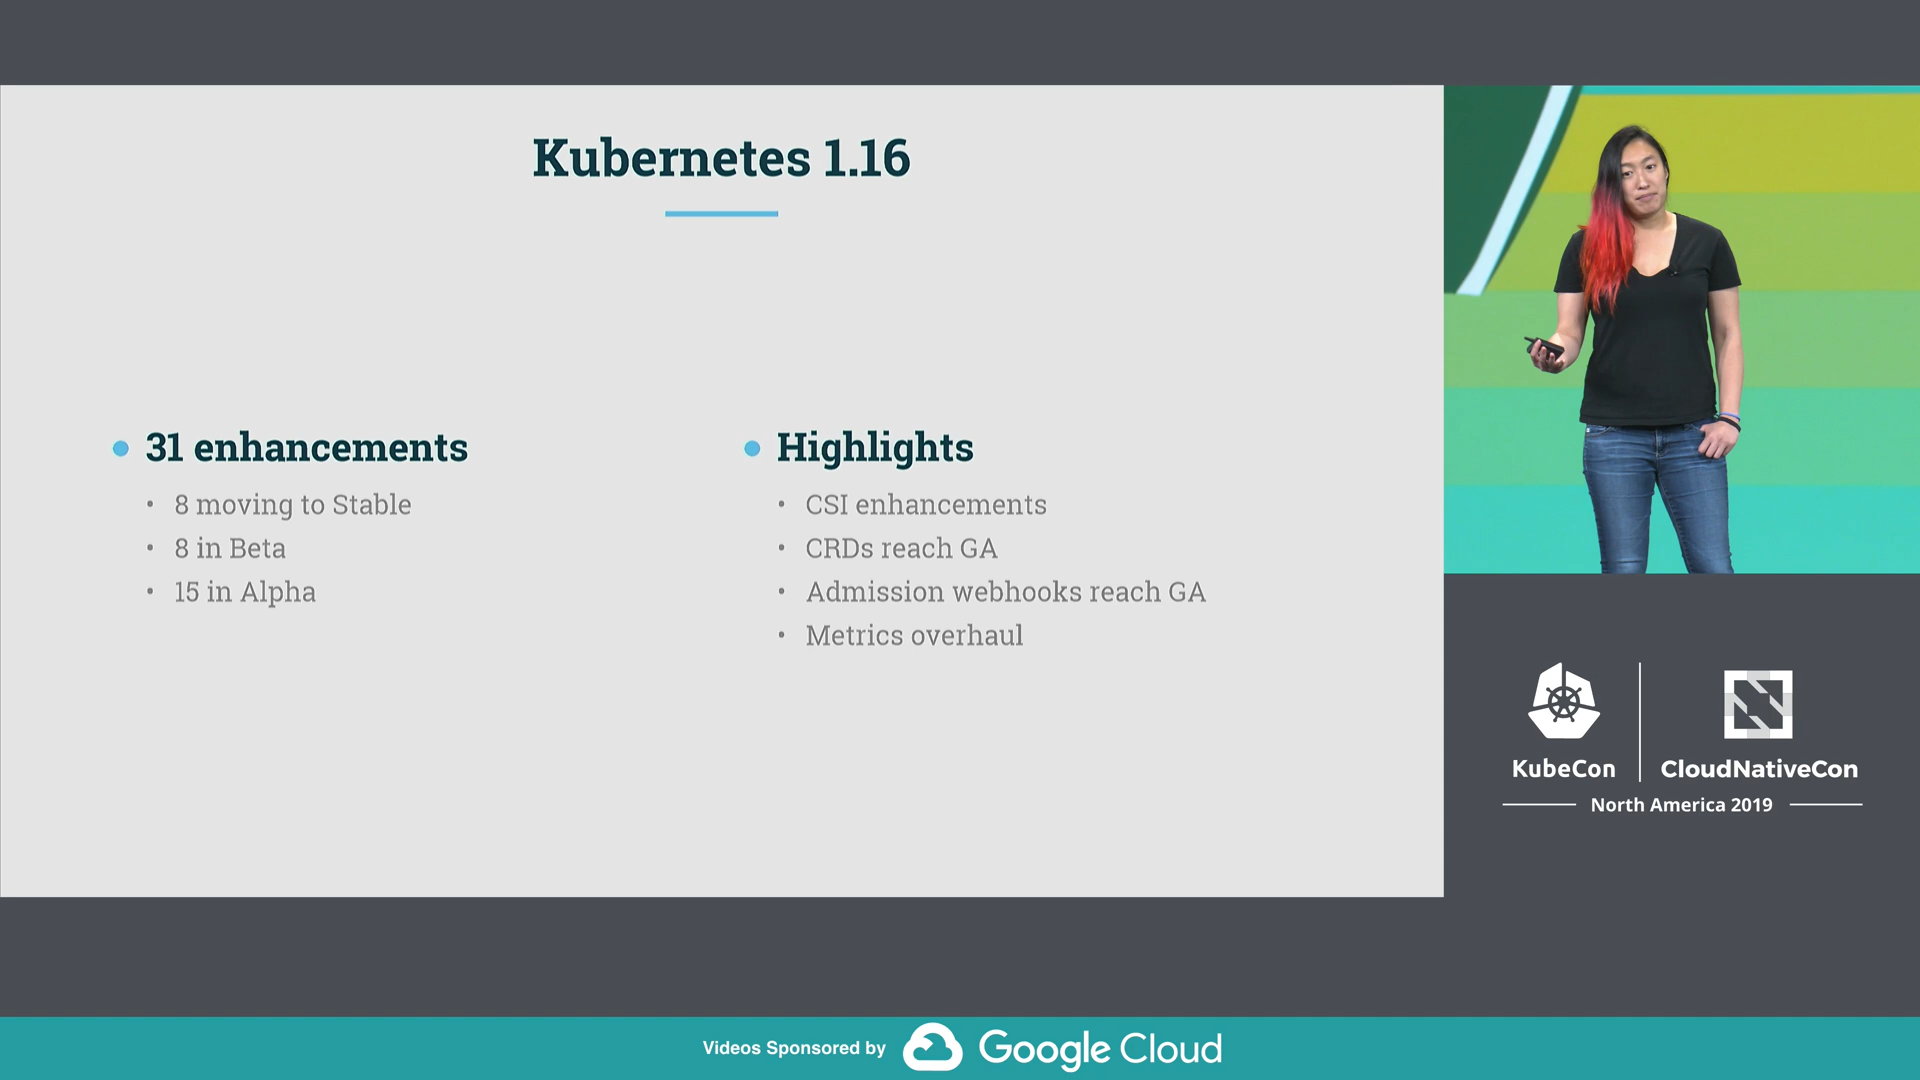 Kubernetes 1.16
31 enhancements
8 moving to Stable
8 in Beta
15 in Alpha
Highlights
CSI enhancements
CRDs reach GA
Admission webhooks reach GA
Metrics overhaul
KubeCon
CloudNativeCon
North America 2019
Videos Sponsored by Google Cloud